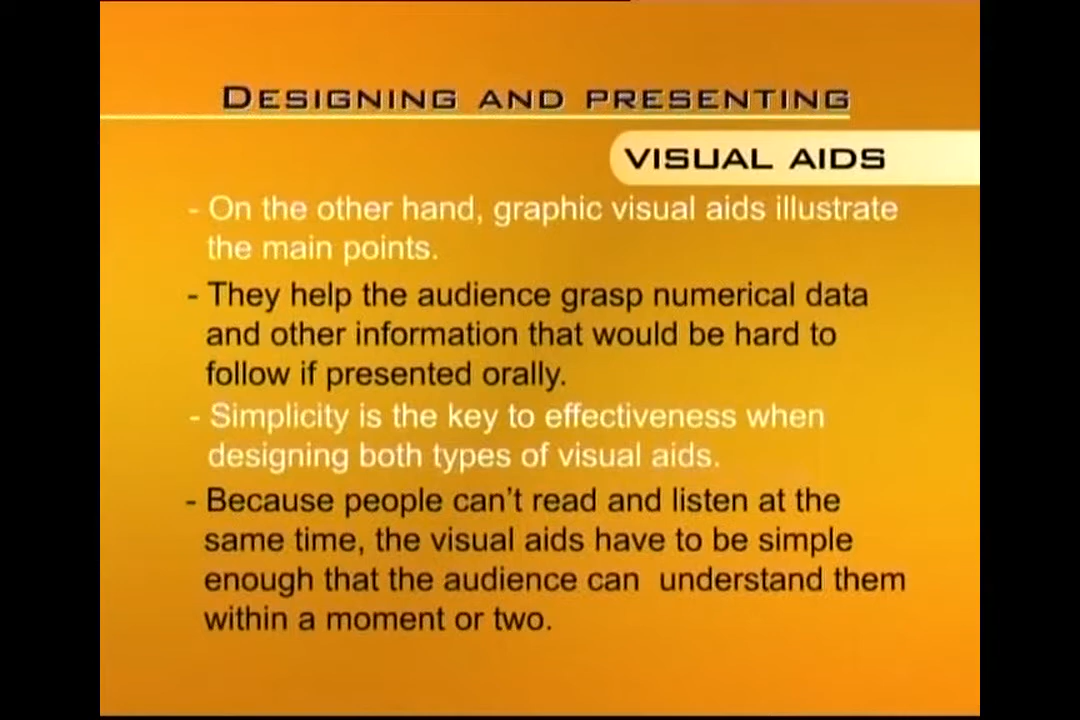 DESIGNING AND PRESENTING
VISUAL AIDS
- On the other hand, graphic visual aids illustrate
the main points.
- They help the audience grasp numerical data
and other information that would be hard to
follow if presented orally.
- Simplicity is the key to effectiveness when
designing both types of visual aids.
- Because people can't read and listen at the
same time, the visual aids have to be simple
enough that the audience can  understand them
within a moment or two.